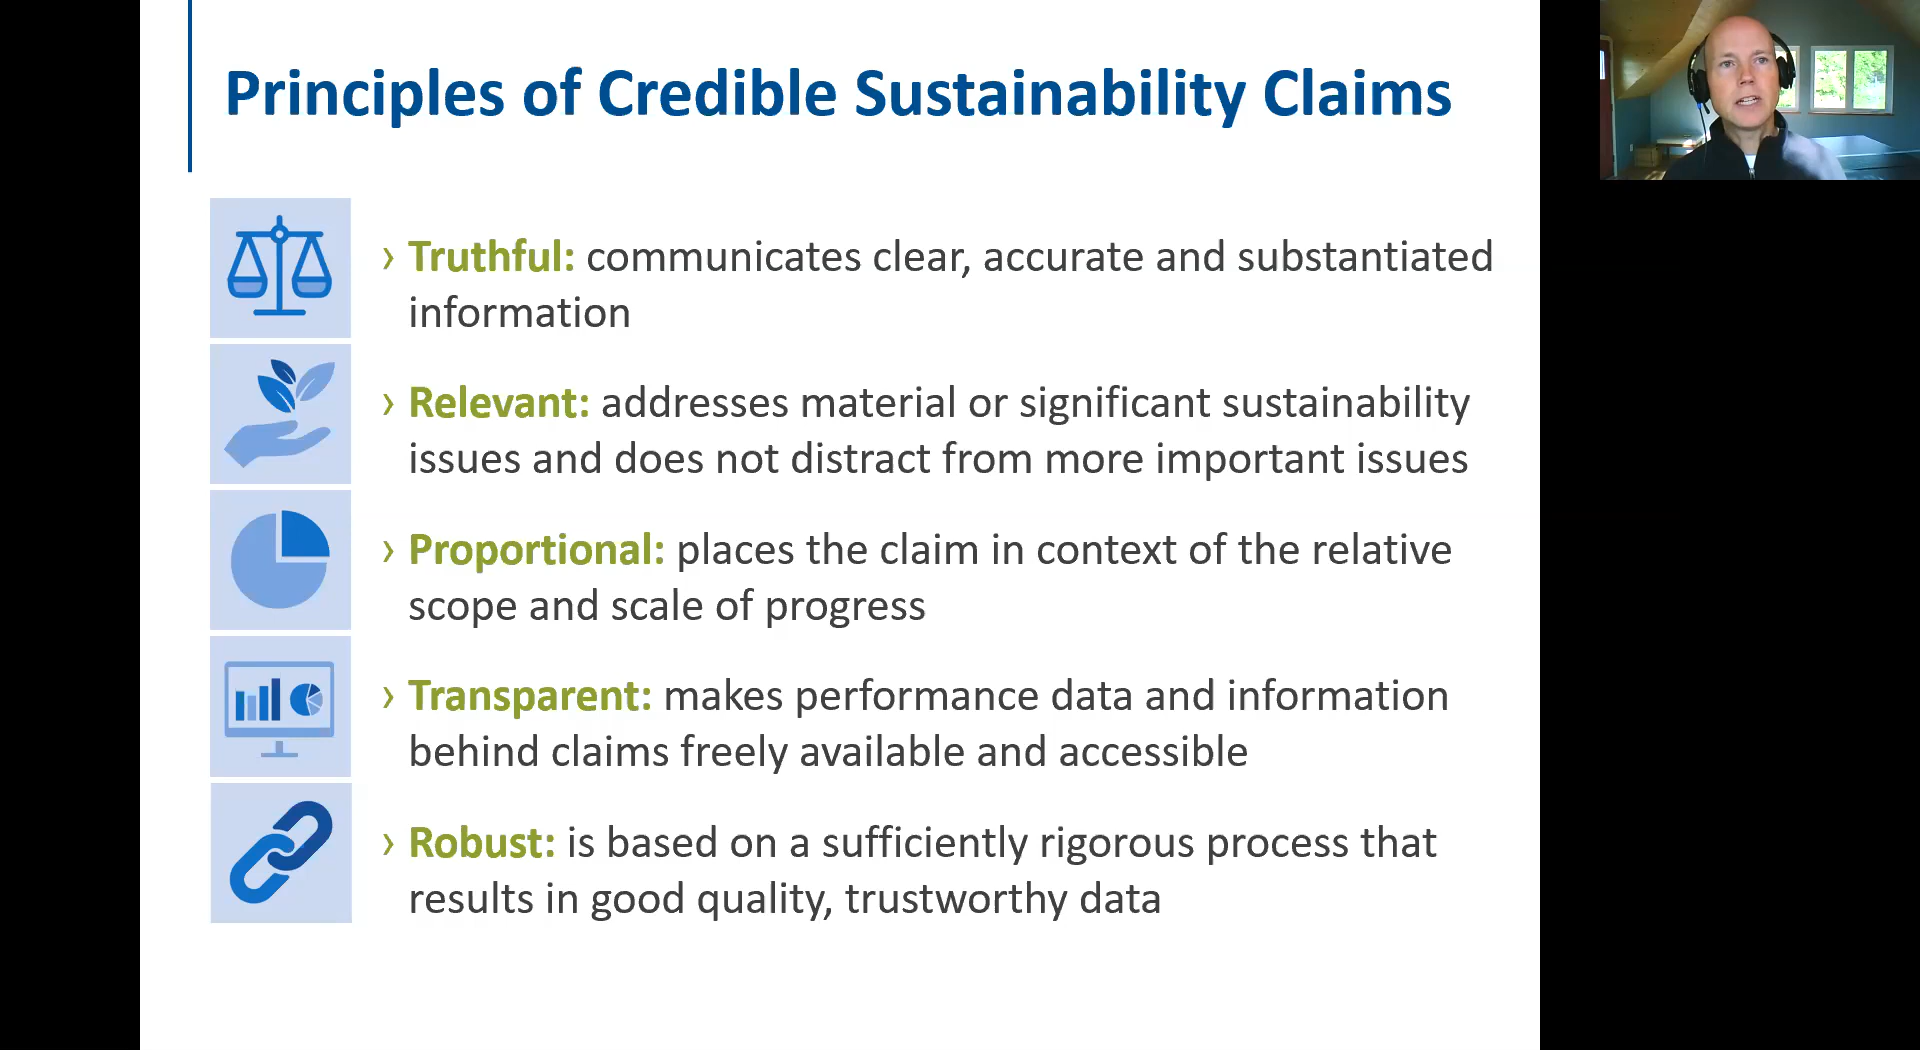 Principles of Credible Sustainability Claims
› Truthful: communicates clear, accurate and substantiated
information
› Relevant: addresses material or significant sustainability
issues and does not distract from more important issues
› Proportional: places the claim in context of the relative
scope and scale of progress
› Transparent: makes performance data and information
behind claims freely available and accessible
› Robust: is based on a sufficiently rigorous process that
results in good quality, trustworthy data